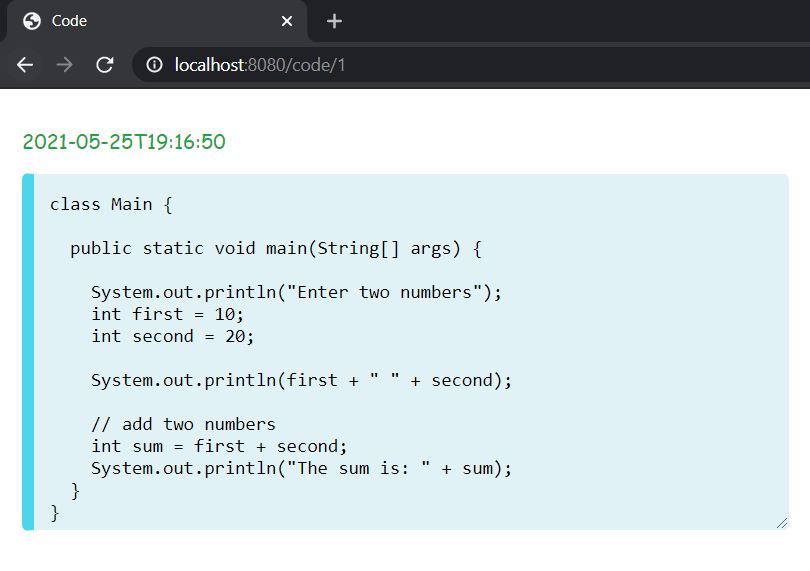 Code
localhost:8080/code/1
2021-05-25T19:16:50
class Main {
  public static void main(String[] args) {
    System.out.println("Enter two numbers");
    int first = 10;
    int second = 20;
    System.out.println(first + " " + second);
    // add two numbers
    int sum = first + second;
    System.out.println("The sum is: " + sum);
  }
}